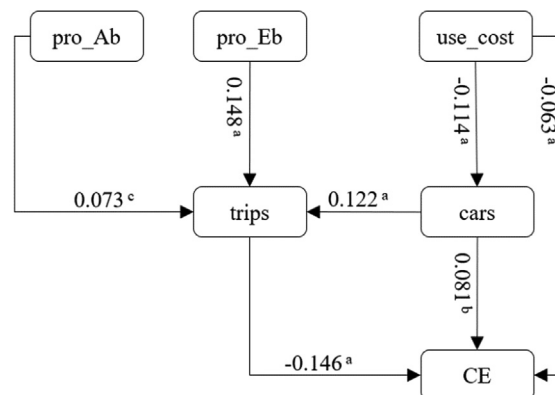 pro_Ab
pro_Eb
use_cost
0.148 a
-0.114 a
-0.063 a
0.073 c
trips
0.122 a
cars
0.081 b
-0.146 a
CE